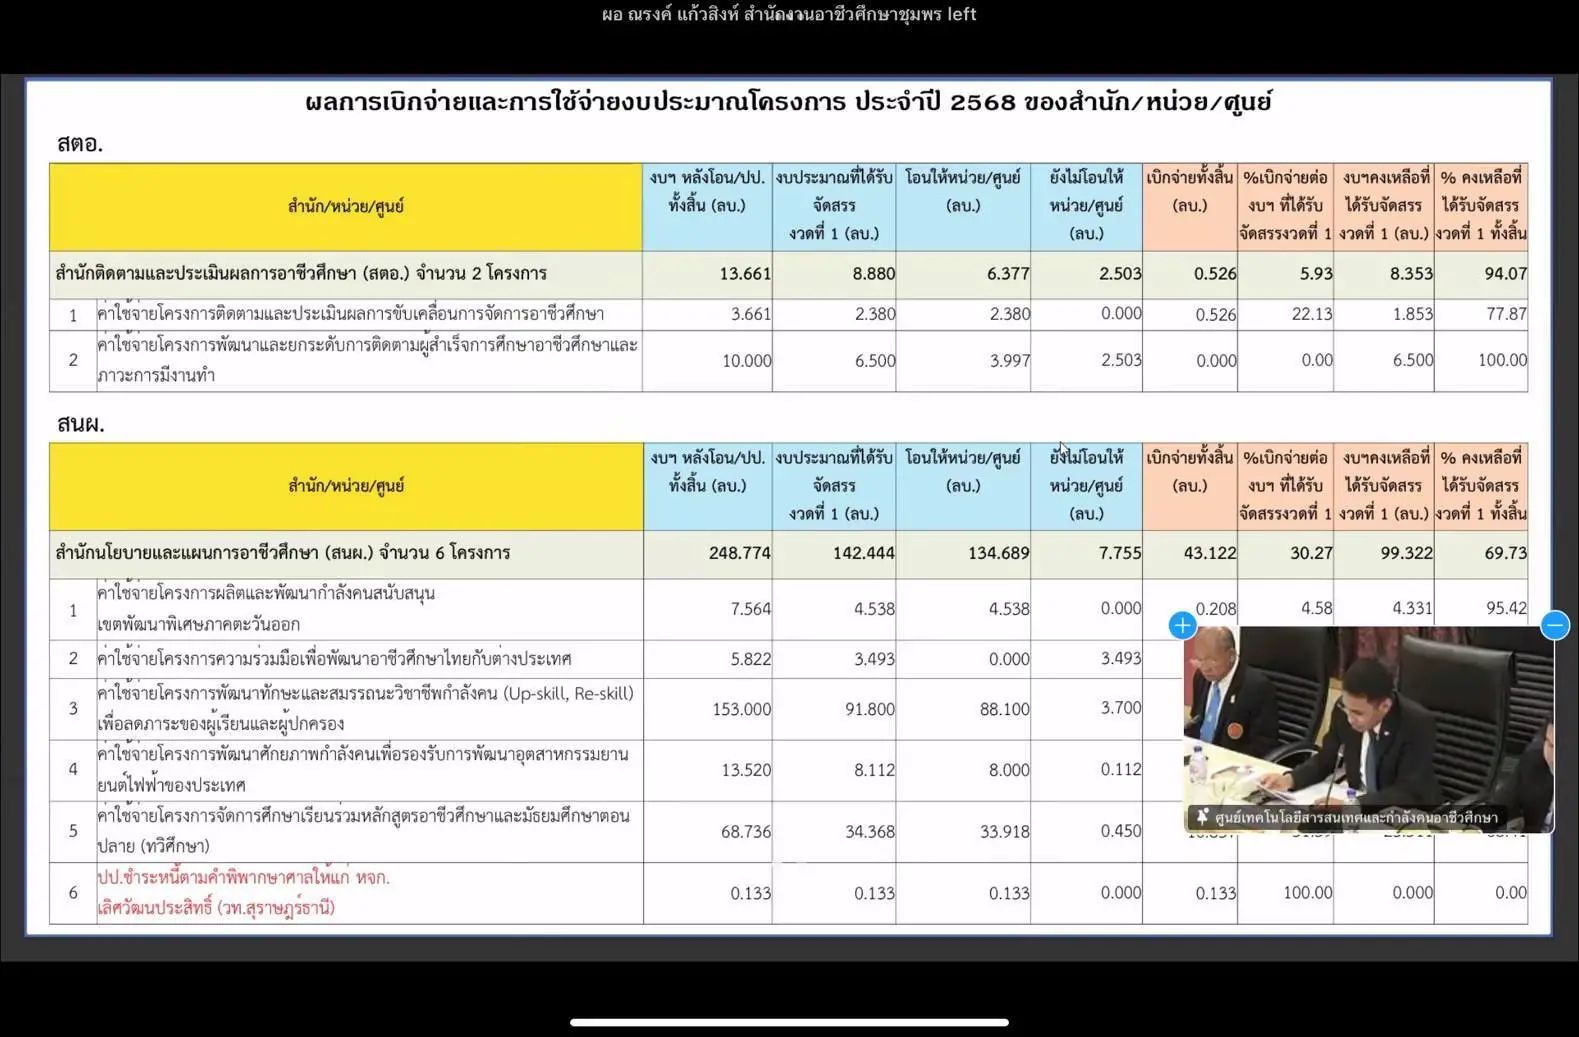 ผอ ณรงค์ แก้วสิงห์ สำนักงานอาชีวศึกษาชุมพร left
ผลการเบิกจ่ายและการใช้จ่ายงบประมาณโครงการ ประจำปี 2568 ของสำนัก/หน่วย/ศูนย์
สตอ.
สำนัก/หน่วย/ศูนย์ งบฯ หลังโอน/ปป. ทั้งสิ้น (ลบ.) งบประมาณที่ได้รับ จัดสรร งวดที่ 1 (ลบ.) โอนให้หน่วย/ศูนย์ (ลบ.) ยังไม่โอนให้ หน่วย/ศูนย์ (ลบ.) เบิกจ่ายทั้งสิ้น (ลบ.) %เบิกจ่ายต่อ งบฯ ที่ได้รับ จัดสรรงวดที่ 1 งบฯคงเหลือที่ ได้รับจัดสรร งวดที่ 1 (ลบ.) % คงเหลือที่ ได้รับจัดสรร งวดที่ 1 ทั้งสิ้น
สำนักติดตามและประเมินผลการอาชีวศึกษา (สตอ.) จำนวน 2 โครงการ 13.661 8.880 6.377 2.503 0.526 5.93 8.353 94.07
1 ค่าใช้จ่ายโครงการติดตามและประเมินผลการขับเคลื่อนการจัดการอาชีวศึกษา 3.661 2.380 2.380 0.000 0.526 22.13 1.853 77.87
2 ค่าใช้จ่ายโครงการพัฒนาและยกระดับการติดตามผู้สำเร็จการศึกษาอาชีวศึกษาและ
ภาวะการมีงานทำ 10.000 6.500 3.997 2.503 0.000 0.00 6.500 100.00
สนผ.
สำนัก/หน่วย/ศูนย์ งบฯ หลังโอน/ปป. ทั้งสิ้น (ลบ.) งบประมาณที่ได้รับ จัดสรร งวดที่ 1 (ลบ.) โอนให้หน่วย/ศูนย์ (ลบ.) ยังไม่โอนให้ หน่วย/ศูนย์ (ลบ.) เบิกจ่ายทั้งสิ้น (ลบ.) %เบิกจ่ายต่อ งบฯ ที่ได้รับ จัดสรรงวดที่ 1 งบฯคงเหลือที่ ได้รับจัดสรร งวดที่ 1 (ลบ.) % คงเหลือที่ ได้รับจัดสรร งวดที่ 1 ทั้งสิ้น
สำนักนโยบายและแผนการอาชีวศึกษา (สนผ.) จำนวน 6 โครงการ 248.774 142.444 134.689 7.755 43.122 30.27 99.322 69.73
1 ค่าใช้จ่ายโครงการผลิตและพัฒนากำลังคนสนับสนุน
เขตพัฒนาพิเศษภาคตะวันออก 7.564 4.538 4.538 0.000 0.208 4.58 4.331 95.42
2 ค่าใช้จ่ายโครงการความร่วมมือเพื่อพัฒนาอาชีวศึกษาไทยกับต่างประเทศ 5.822 3.493 0.000 3.493
3 ค่าใช้จ่ายโครงการพัฒนาทักษะและสมรรถนะวิชาชีพกำลังคน (Up-skill, Re-skill)
เพื่อลดภาระของผู้เรียนและผู้ปกครอง 153.000 91.800 88.100 3.700
4 ค่าใช้จ่ายโครงการพัฒนาศักยภาพกำลังคนเพื่อรองรับการพัฒนาอุตสาหกรรมยาน
ยนต์ไฟฟ้าของประเทศ 13.520 8.112 8.000 0.112
5 ค่าใช้จ่ายโครงการจัดการศึกษาเรียนร่วมหลักสูตรอาชีวศึกษาและมัธยมศึกษาตอน
ปลาย (ทวิศึกษา) 68.736 34.368 33.918 0.450
6 ปป.ชำระหนี้ตามคำพิพากษาศาลให้แก่ หจก.
เลิศวัฒนประสิทธิ์ (วท.สุราษฎร์ธานี) 0.133 0.133 0.133 0.000 0.133 100.00 0.000 0.00
ศูนย์เทคโนโลยีสารสนเทศและกำลังคนอาชีวศึกษา